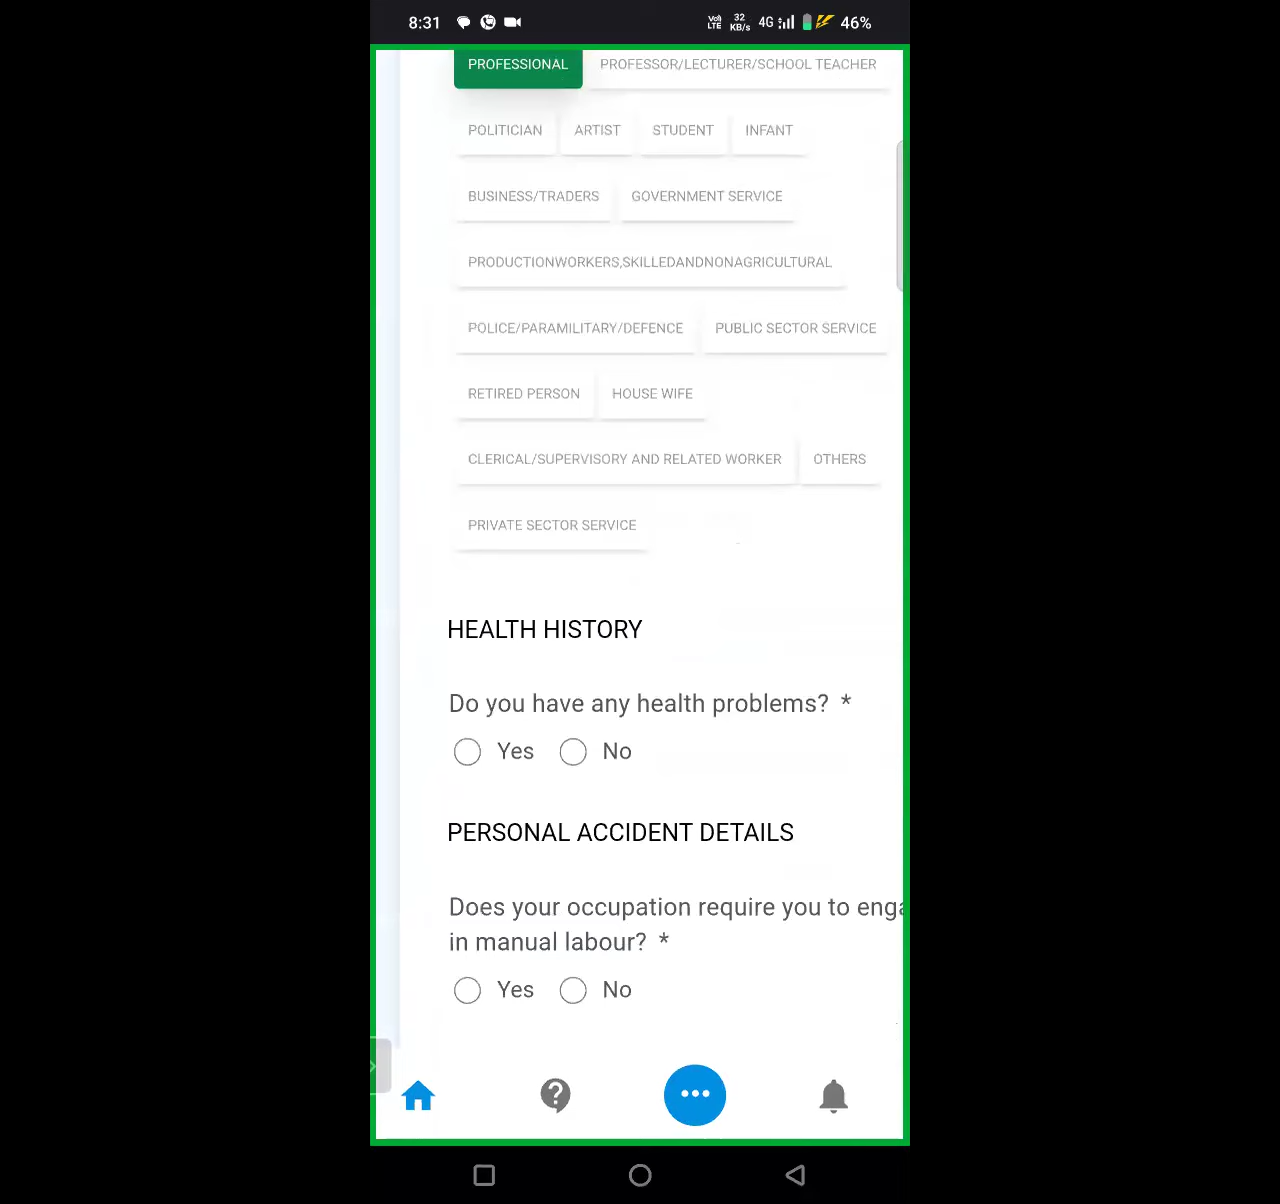 8:31 Vo) LTE 32 KB/s 4G 46%
PROFESSIONAL PROFESSOR/LECTURER/SCHOOL TEACHER
POLITICIAN ARTIST STUDENT INFANT
BUSINESS/TRADERS GOVERNMENT SERVICE
PRODUCTIONWORKERS,SKILLEDANDNONAGRICULTURAL
POLICE/PARAMILITARY/DEFENCE PUBLIC SECTOR SERVICE
RETIRED PERSON HOUSE WIFE
CLERICAL/SUPERVISORY AND RELATED WORKER OTHERS
PRIVATE SECTOR SERVICE
HEALTH HISTORY
Do you have any health problems? *
Yes No
PERSONAL ACCIDENT DETAILS
Does your occupation require you to enga
in manual labour? *
Yes No